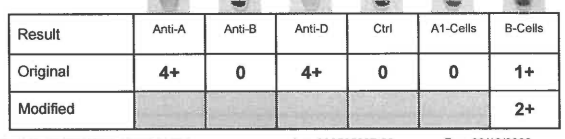 Result Anti-A Anti-B Anti-D Ctrl A1-Cells B-Cells
Original 4+ 0 4+ 0 0 1+
Modified 2+